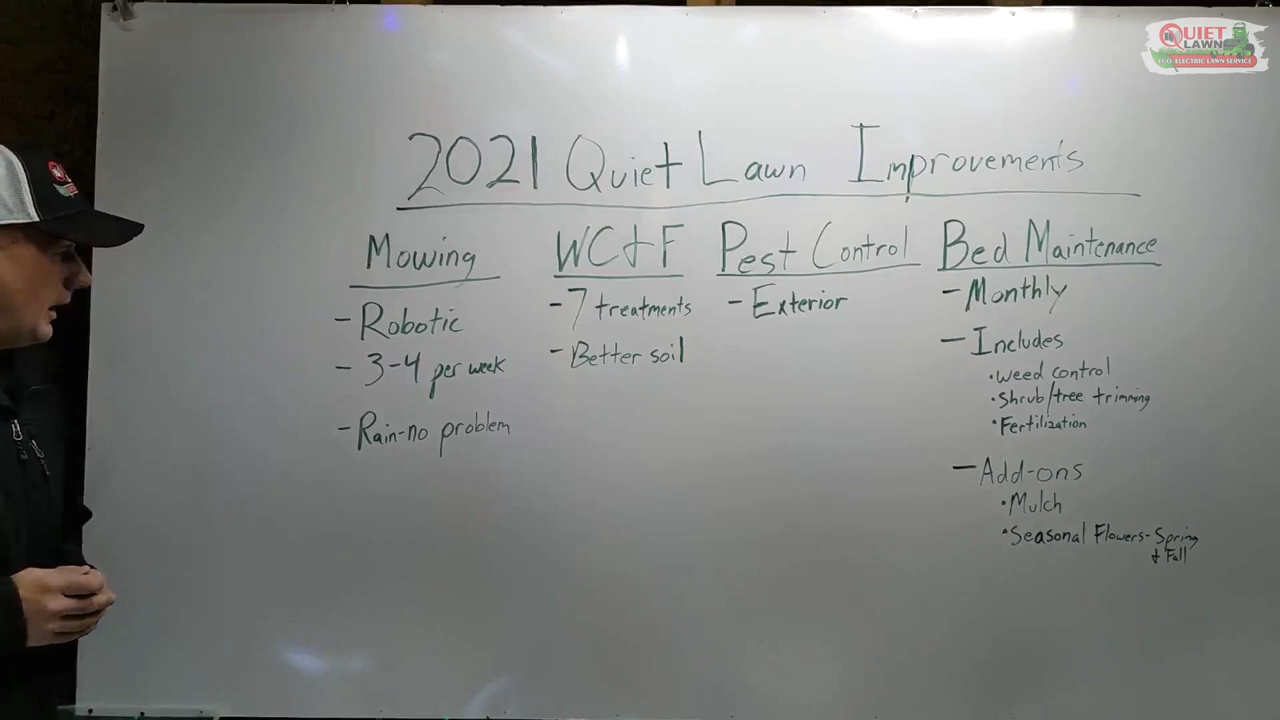 QUIET
LAWN
ECO-ELECTRIC LAWN SERVICE
2021 Quiet Lawn Improvements
Mowing
- Robotic
- 3-4 per week
- Rain-no problem
WC & F
- 7 treatments
- Better soil
Pest Control
- Exterior
Bed Maintenance
- Monthly
- Includes
• Weed control
• Shrub/tree trimming
• Fertilization
- Add-ons
• Mulch
• Seasonal Flowers- Spring
& Fall